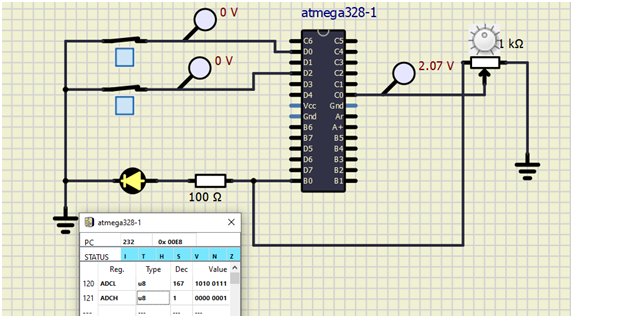 atmega328-1
0 V
0 V
2.07 V
1 kΩ
C6 C5
D0 C4
D1 C3
D2 C2
D3 C1
D4 C0
Vcc Gnd
Gnd Ar
B6 A+
B7 B5
D5 B4
D6 B3
D7 B2
B0 B1
100 Ω
atmega328-1
PC 232 0x 00E8
STATUS I T H S V N Z
Reg. Type Dec Value
120 ADCL u8 167 1010 0111
121 ADCH u8 1 0000 0001
--- --- --- ---